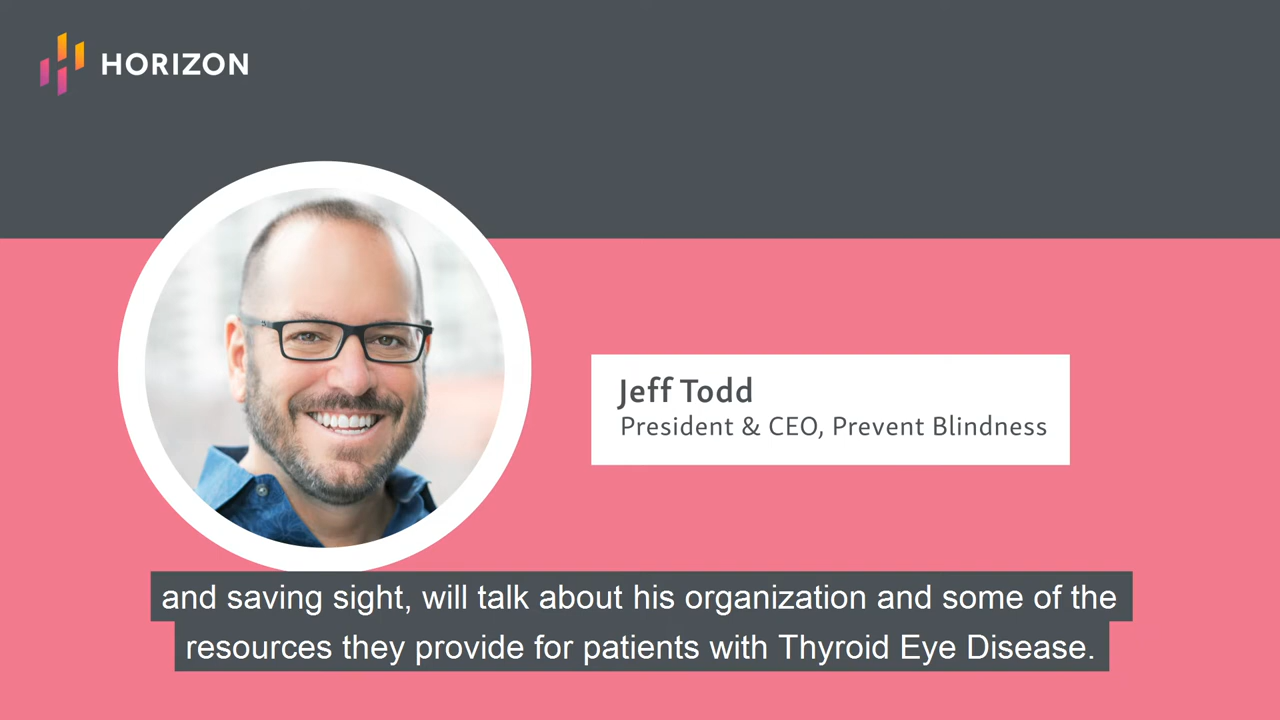 HORIZON
Jeff Todd
President & CEO, Prevent Blindness
and saving sight, will talk about his organization and some of the
resources they provide for patients with Thyroid Eye Disease.